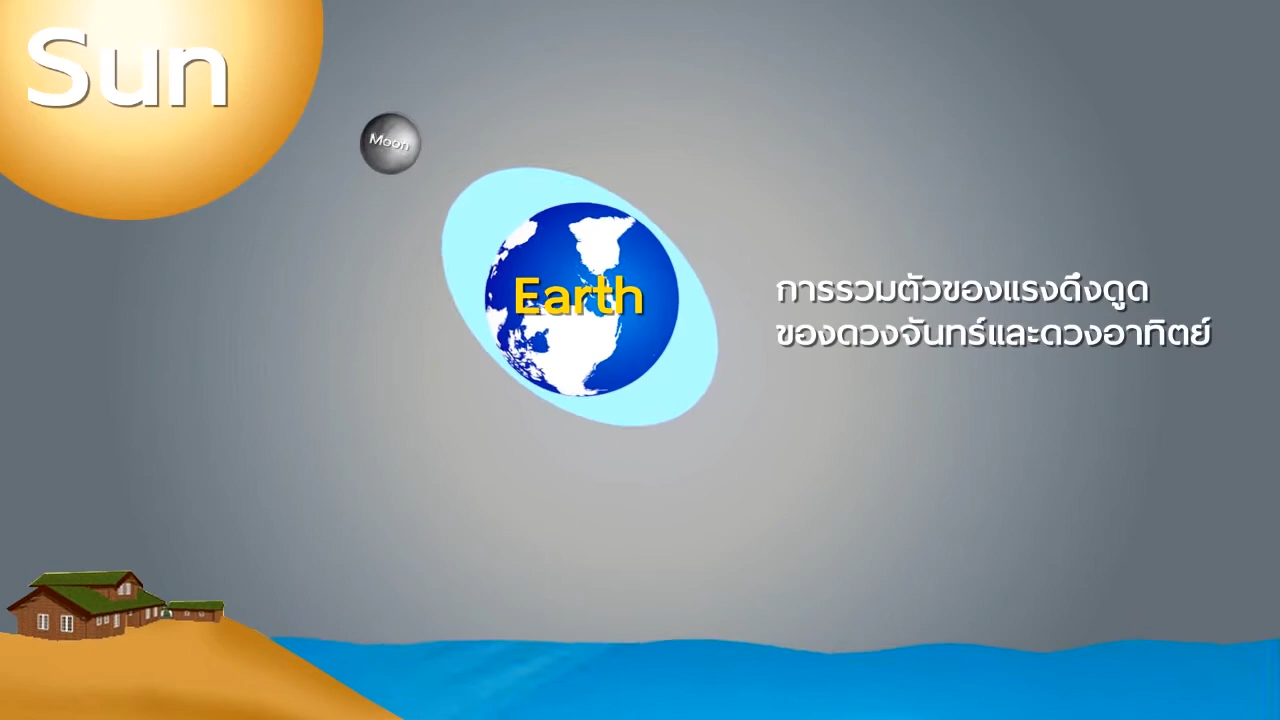 Sun
Moon
Earth
การรวมตัวของแรงดึงดูด
ของดวงจันทร์และดวงอาทิตย์